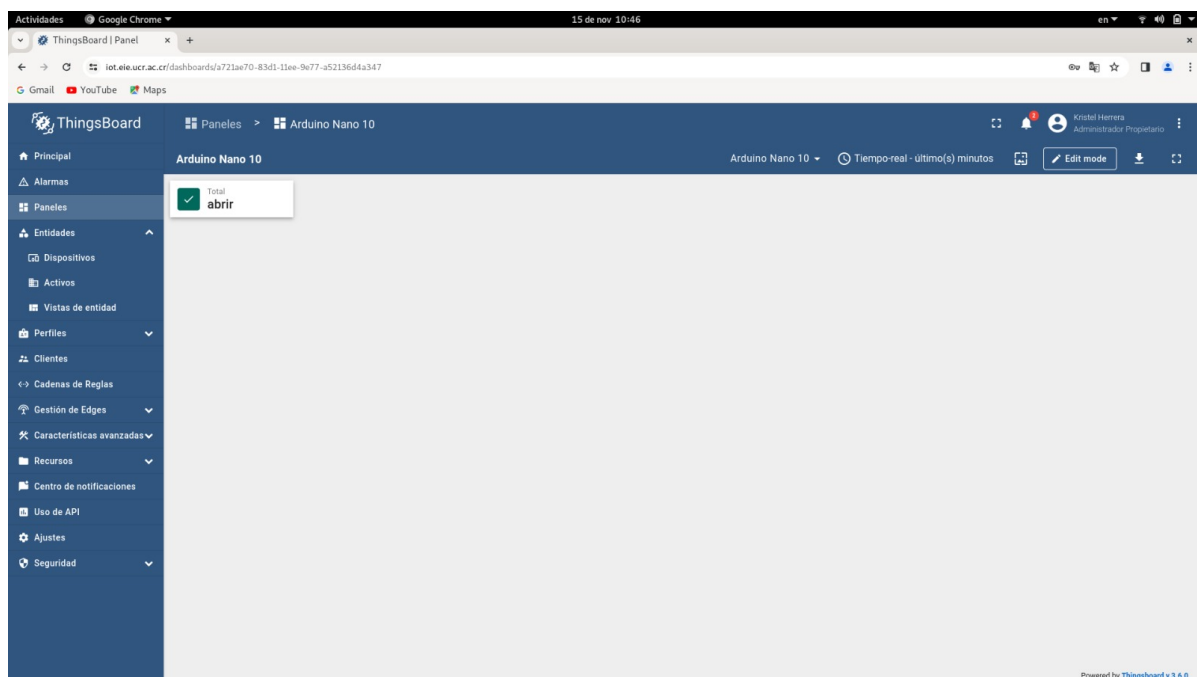 Actividades Google Chrome 15 de nov 10:46 en
ThingsBoard | Panel
iot.eie.ucr.ac.cr/dashboards/a721ae70-83d1-11ee-9e77-a52136d4a347
Gmail YouTube Maps
ThingsBoard Paneles > Arduino Nano 10 2 Kristel Herrera
Administrador Propietario
Principal Arduino Nano 10 Arduino Nano 10 Tiempo-real - último(s) minutos Edit mode
Alarmas
Total
abrir
Paneles
Entidades
Dispositivos
Activos
Vistas de entidad
Perfiles
Clientes
Cadenas de Reglas
Gestión de Edges
Características avanzadas
Recursos
Centro de notificaciones
Uso de API
Ajustes
Seguridad
Powered by Thingsboard v.3.6.0